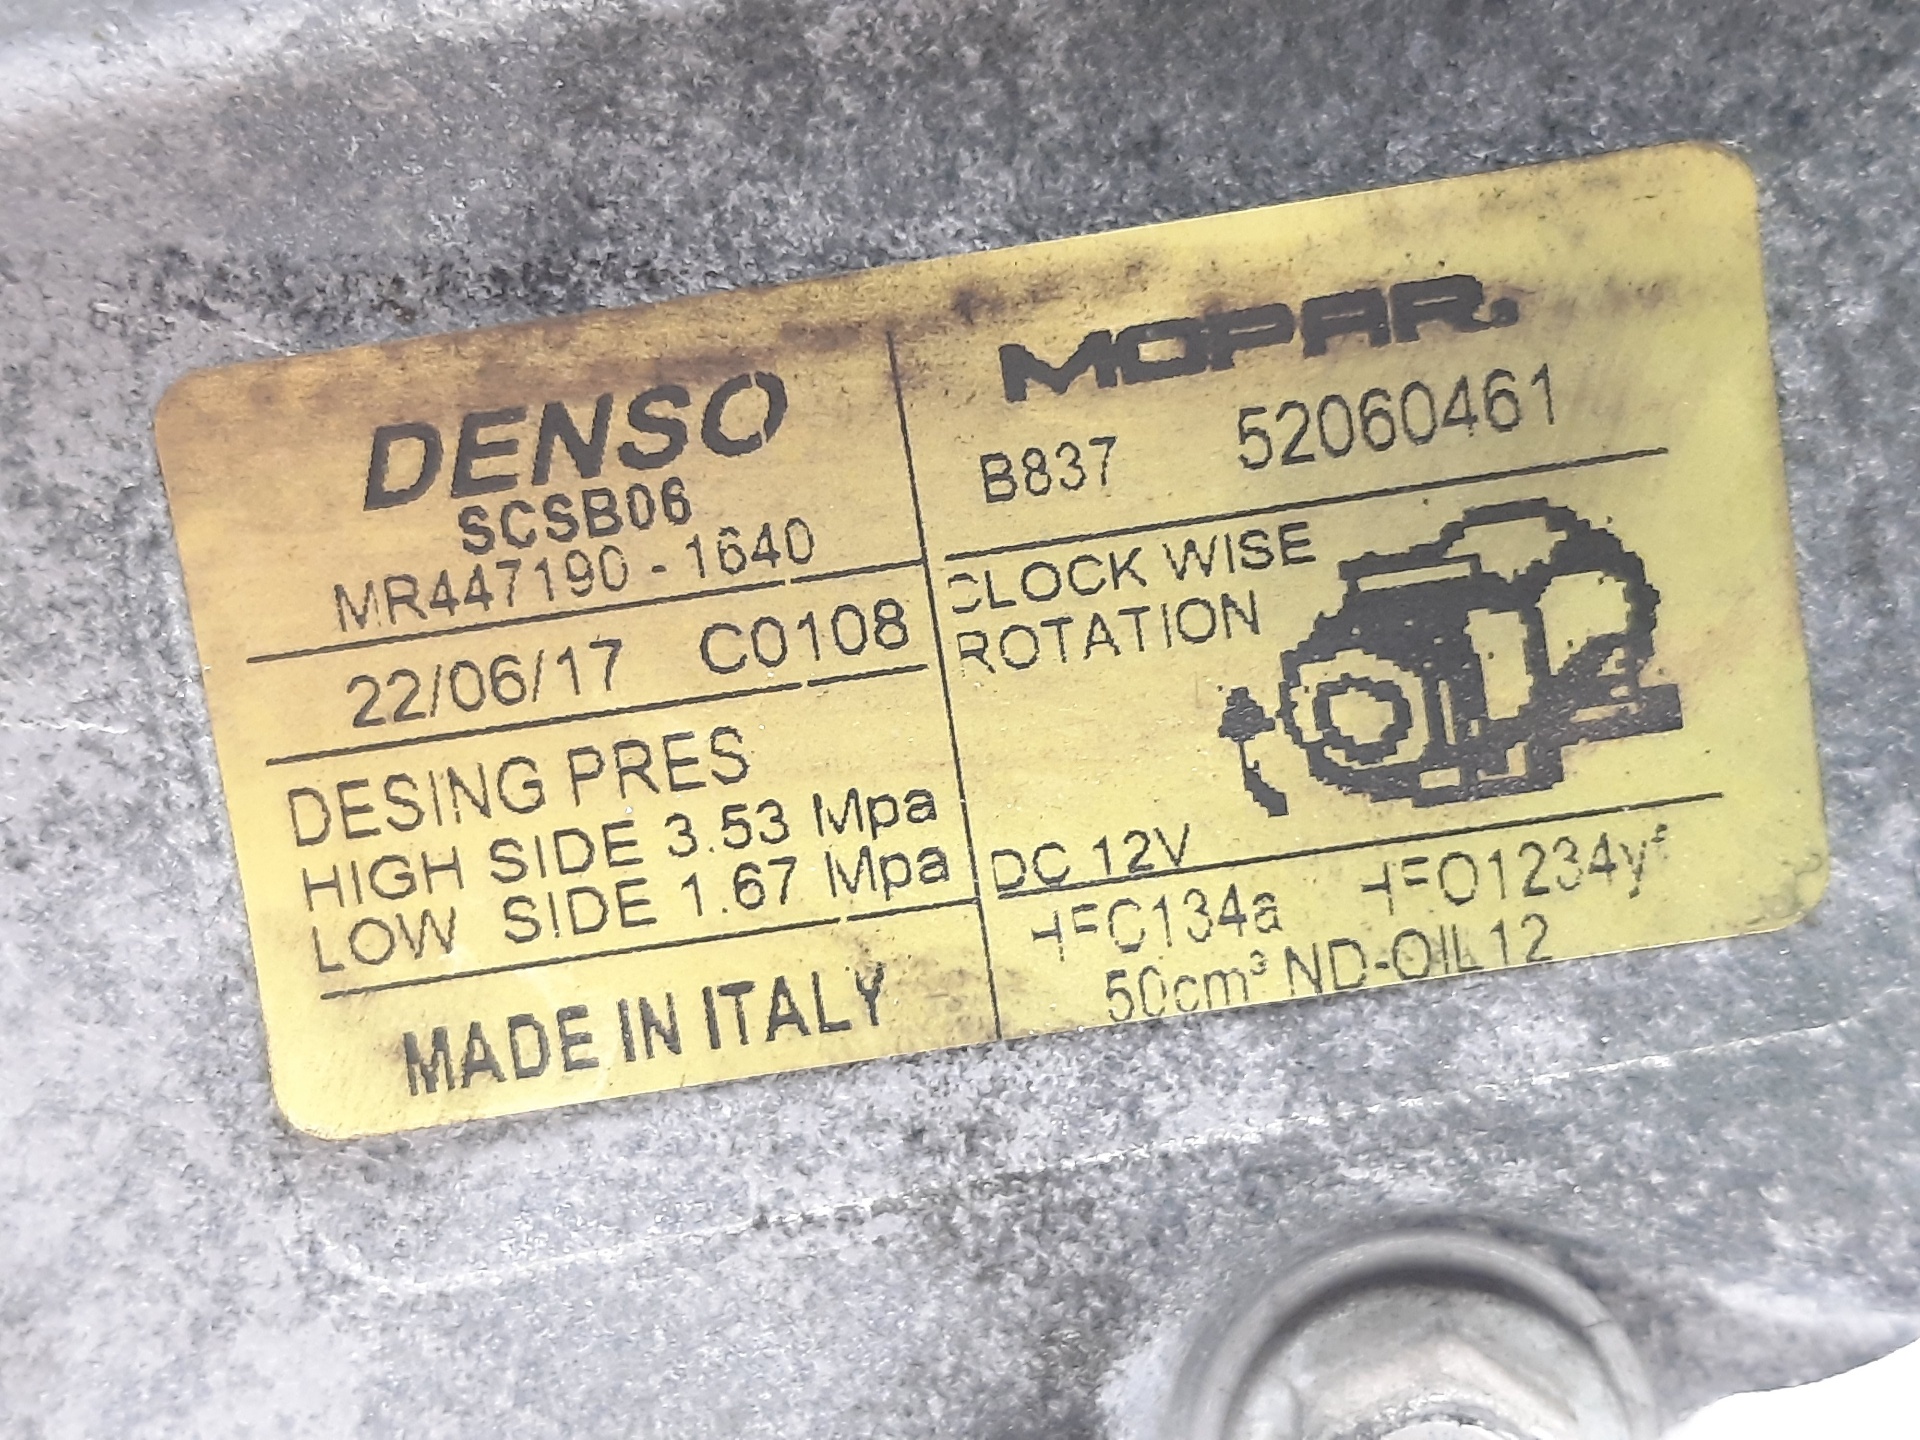 DENSO
SCSB06
MR447190-1640
22/06/17 C0108
DESING PRES
HIGH SIDE 3.53 Mpa
LOW SIDE 1.67 Mpa
MADE IN ITALY
MOPAR.
B837 52060461
CLOCK WISE
ROTATION
DC 12V
HFC134a HFO1234yf
50cm³ ND-OIL12